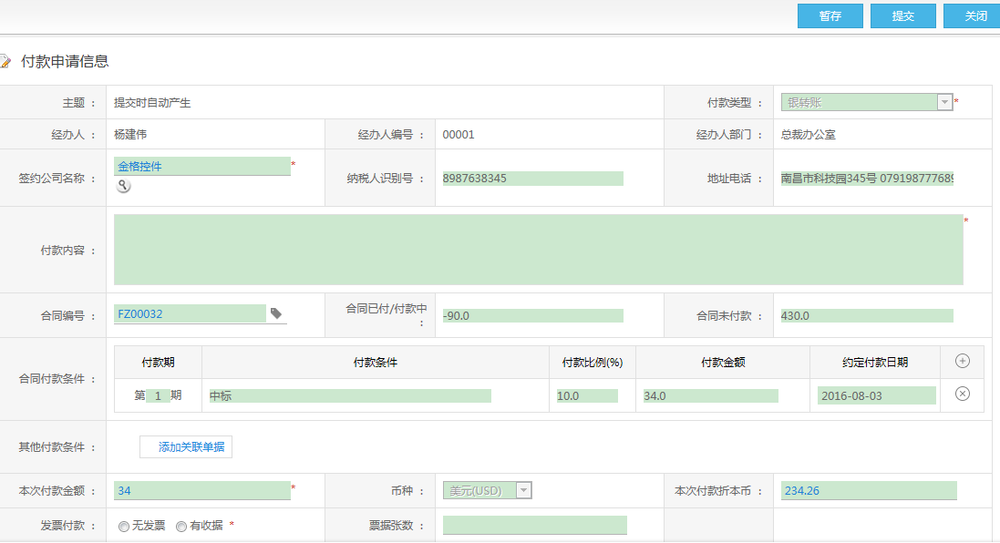 暂存 提交 关闭
付款申请信息
主题 : 提交时自动产生 付款类型 : 银转账 *
经办人 : 杨建伟 经办人编号 : 00001 经办人部门 : 总裁办公室
签约公司名称 : 金格控件 * 纳税人识别号 : 8987638345 地址电话 : 南昌市科技园345号 07919877768
付款内容 : *
合同编号 : FZ00032 合同已付/付款中 : -90.0 合同未付款 : 430.0
合同付款条件 :
付款期 付款条件 付款比例(%) 付款金额 约定付款日期
第 1 期 中标 10.0 34.0 2016-08-03
其他付款条件 : 添加关联单据
本次付款金额 : 34 * 币种 : 美元(USD) 本次付款折本币 : 234.26
发票付款 : 无发票 有收据 * 票据张数 :